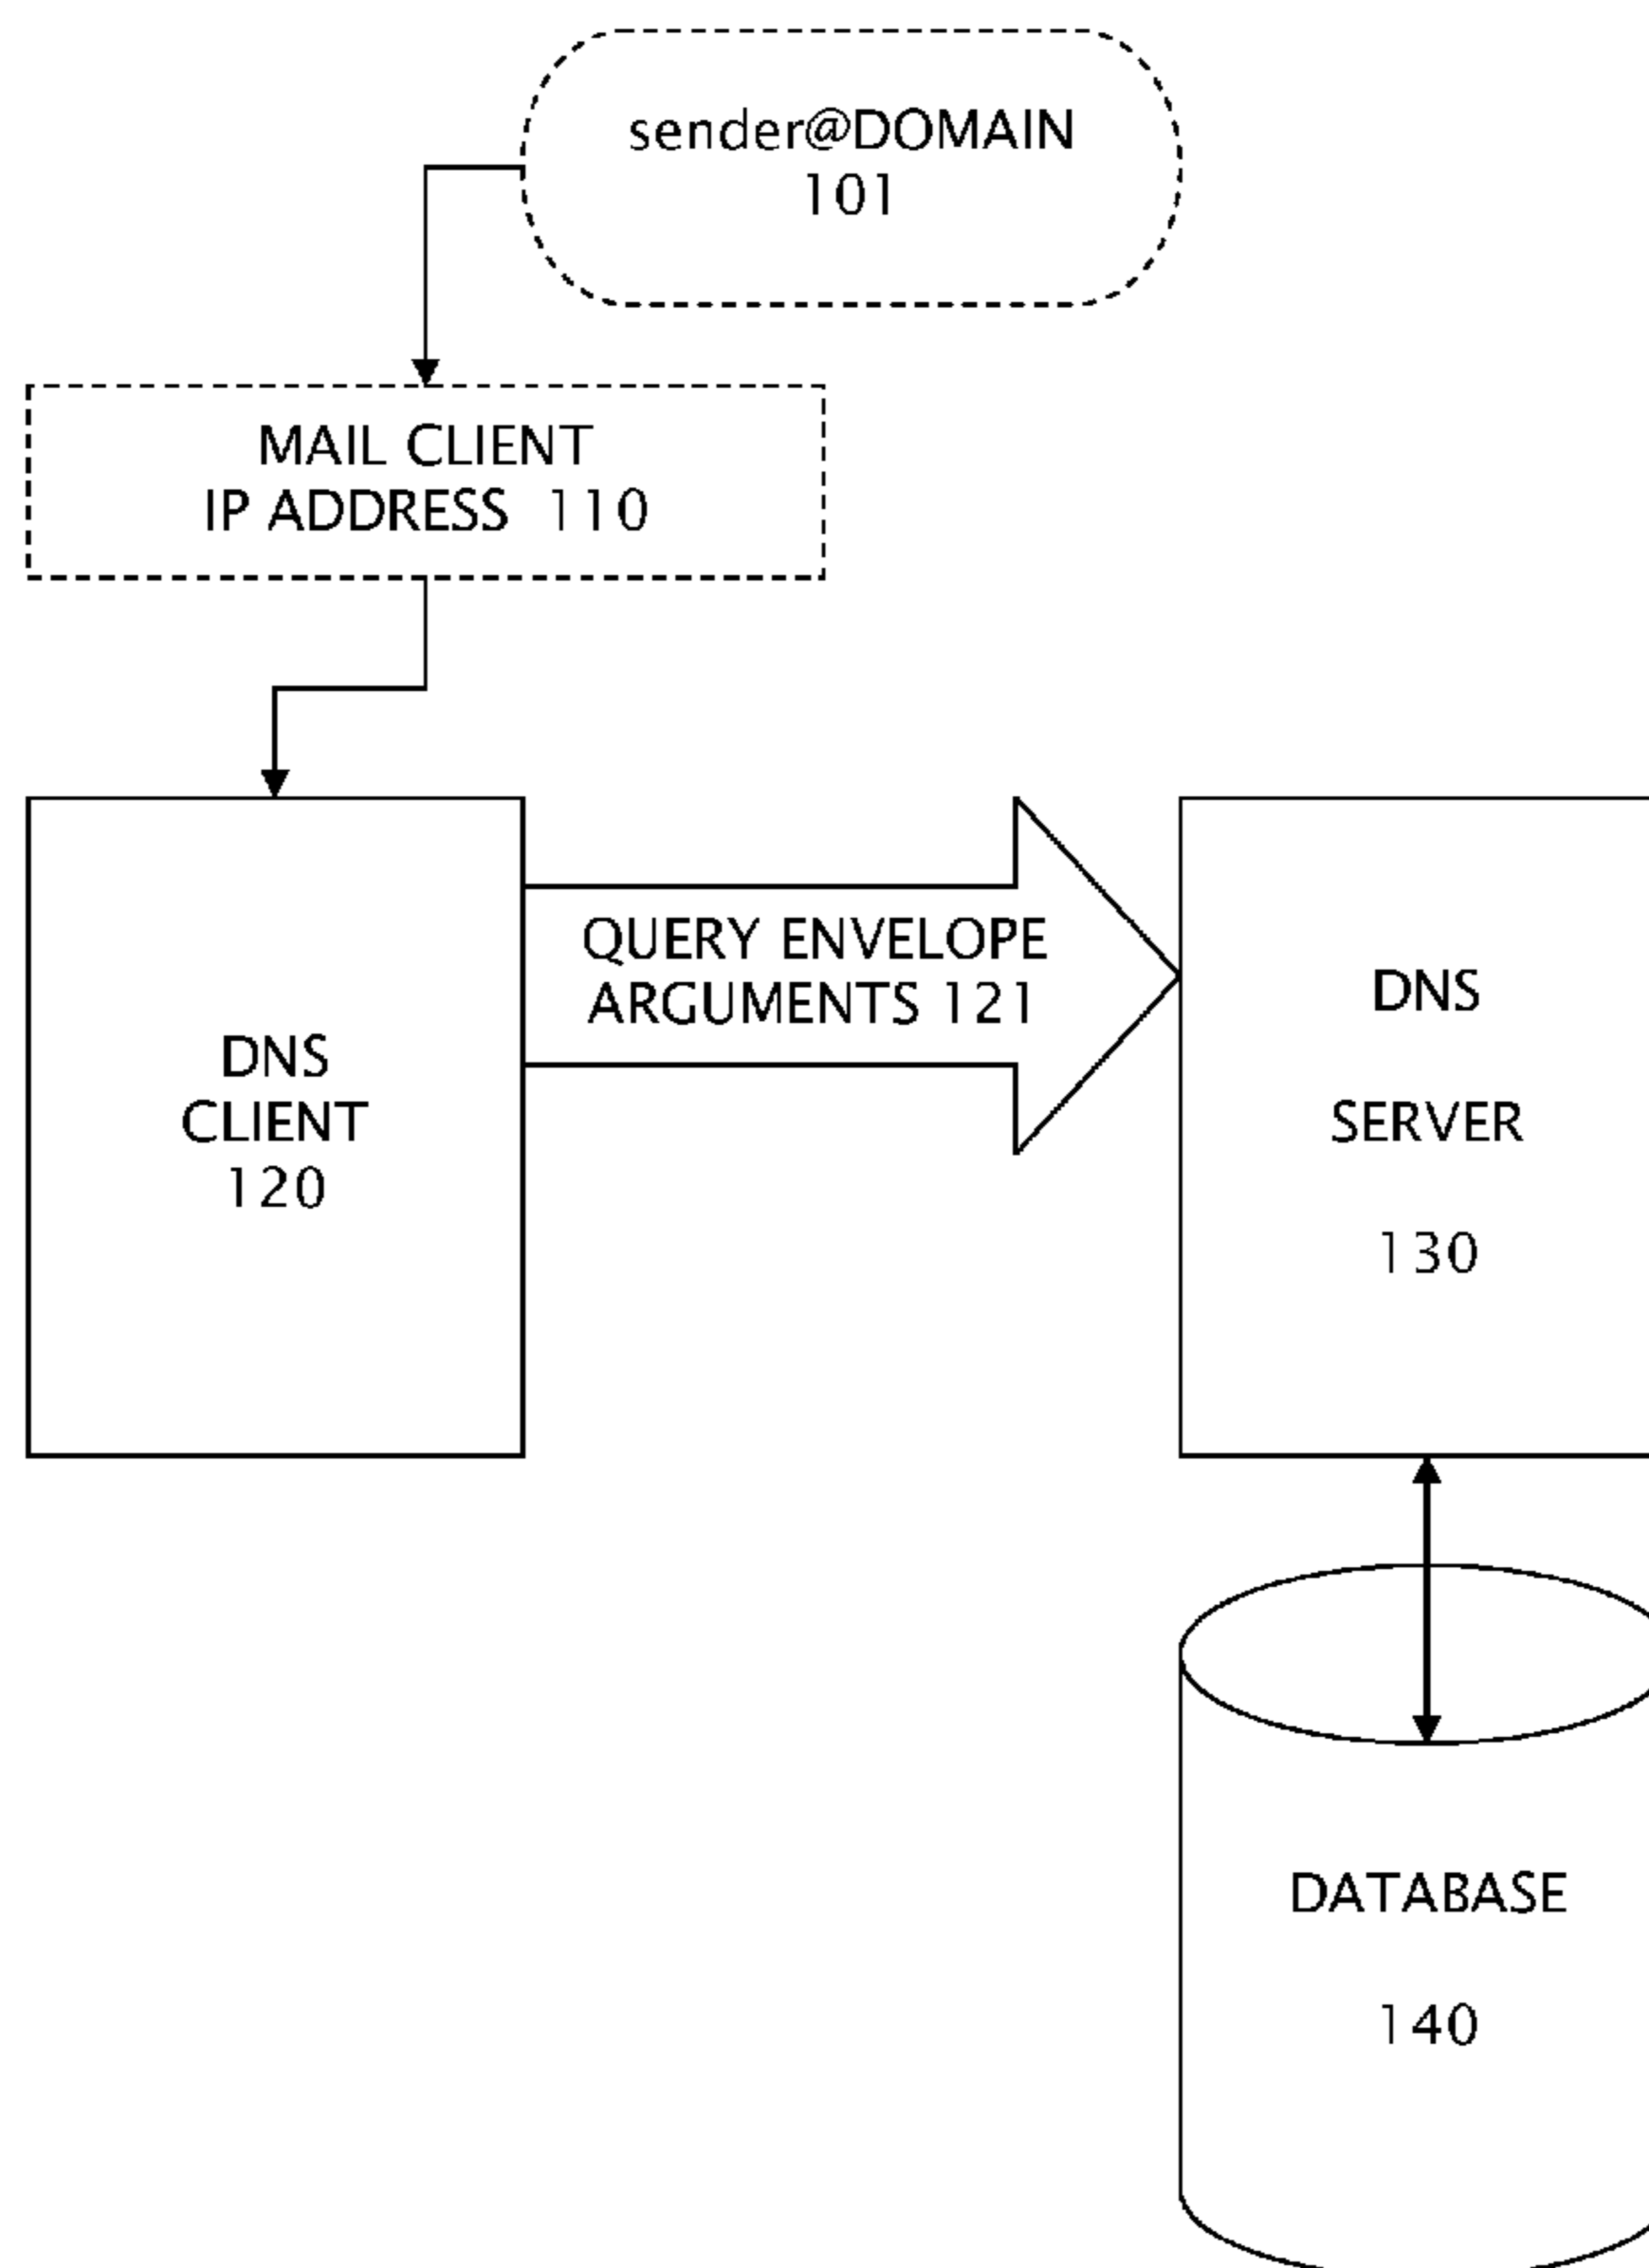 sender@DOMAIN
101
MAIL CLIENT
IP ADDRESS 110
QUERY ENVELOPE
ARGUMENTS 121
DNS
CLIENT
120
DNS
SERVER
130
DATABASE
140